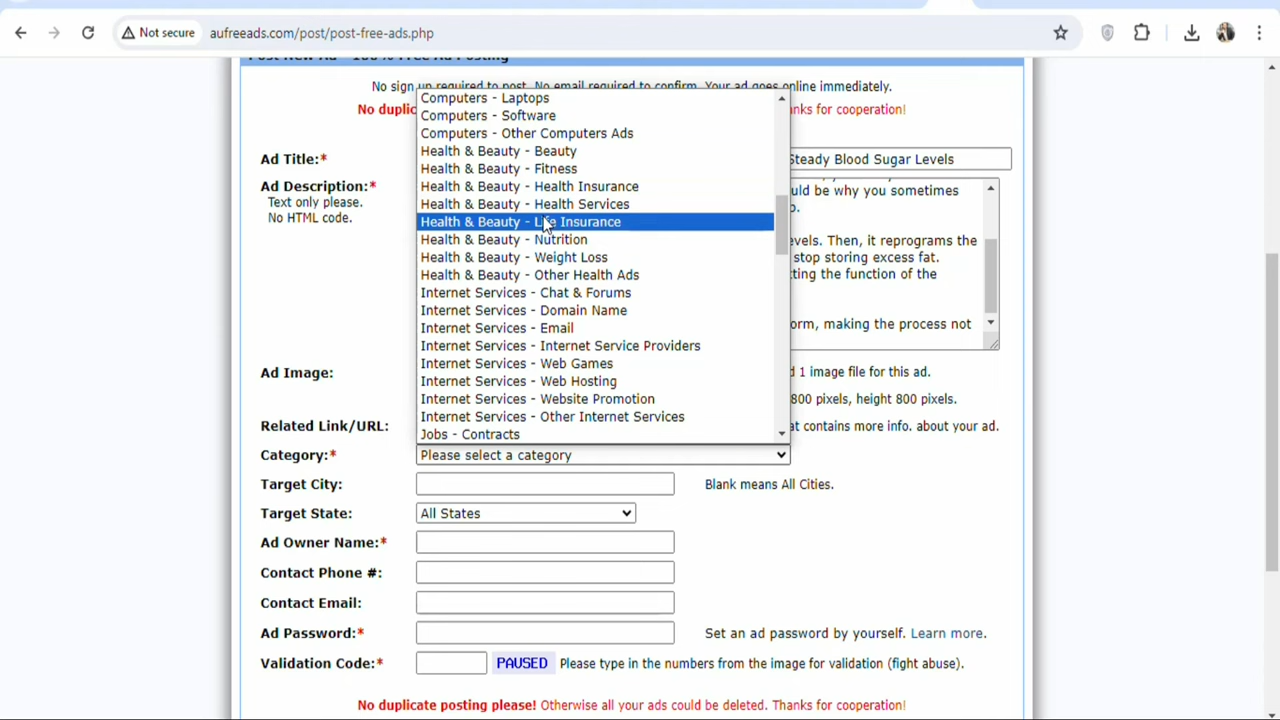 Not secure
aufreeads.com/post/post-free-ads.php
Post New Ad - 100% Free Ad Posting
No sign up required to post. No email required to confirm. Your ad goes online immediately.
No duplic
nks for cooperation!
Ad Title:*
Steady Blood Sugar Levels
Ad Description:*
Text only please.
No HTML code.
uld be why you sometimes
o.
evels. Then, it reprograms the
stop storing excess fat.
cting the function of the
orm, making the process not
Computers - Laptops
Computers - Software
Computers - Other Computers Ads
Health & Beauty - Beauty
Health & Beauty - Fitness
Health & Beauty - Health Insurance
Health & Beauty - Health Services
Health & Beauty - Life Insurance
Health & Beauty - Nutrition
Health & Beauty - Weight Loss
Health & Beauty - Other Health Ads
Internet Services - Chat & Forums
Internet Services - Domain Name
Internet Services - Email
Internet Services - Internet Service Providers
Internet Services - Web Games
Internet Services - Web Hosting
Internet Services - Website Promotion
Internet Services - Other Internet Services
Jobs - Contracts
Ad Image:
d 1 image file for this ad.
800 pixels, height 800 pixels.
Related Link/URL:
at contains more info. about your ad.
Category:*
Please select a category
Target City:
Blank means All Cities.
Target State:
All States
Ad Owner Name:*
Contact Phone #:
Contact Email:
Ad Password:*
Set an ad password by yourself. Learn more.
Validation Code:*
PAUSED
Please type in the numbers from the image for validation (fight abuse).
No duplicate posting please! Otherwise all your ads could be deleted. Thanks for cooperation!